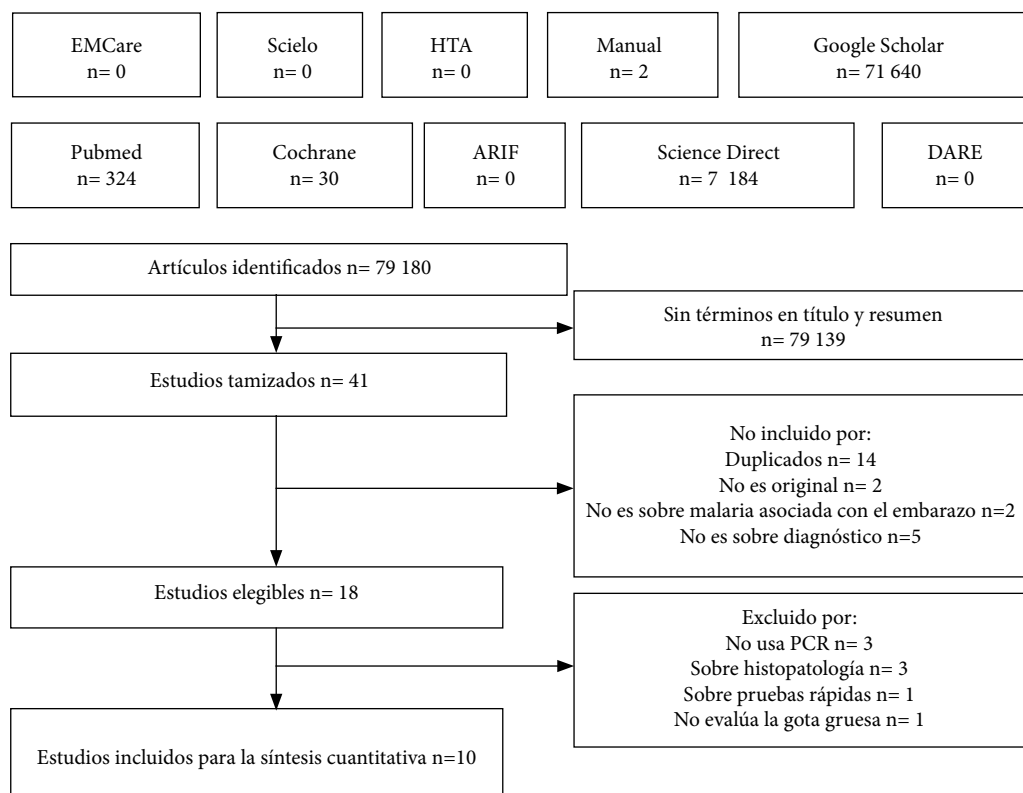 EMCare
n= 0
Scielo
n= 0
HTA
n= 0
Manual
n= 2
Google Scholar
n= 71 640
Pubmed
n= 324
Cochrane
n= 30
ARIF
n= 0
Science Direct
n= 7 184
DARE
n= 0
Artículos identificados n= 79 180
Sin términos en título y resumen
n= 79 139
Estudios tamizados n= 41
No incluido por:
Duplicados n= 14
No es original n= 2
No es sobre malaria asociada con el embarazo n=2
No es sobre diagnóstico n=5
Estudios elegibles n= 18
Excluido por:
No usa PCR n= 3
Sobre histopatología n= 3
Sobre pruebas rápidas n= 1
No evalúa la gota gruesa n= 1
Estudios incluidos para la síntesis cuantitativa n=10